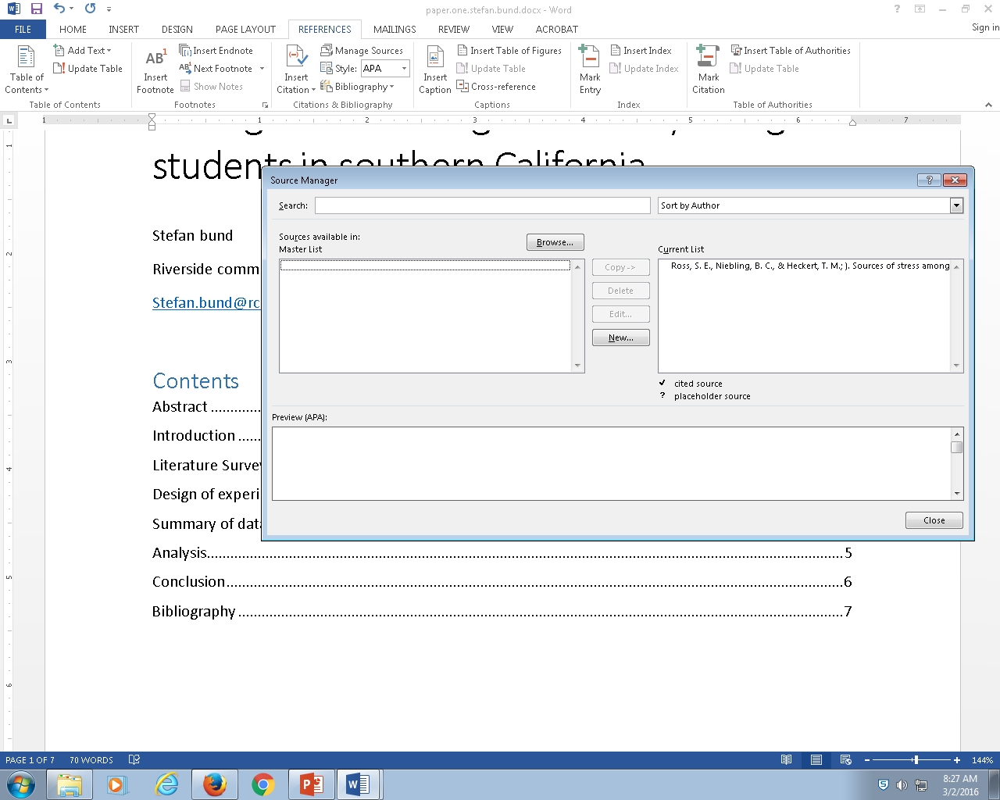 paper.one.stefan.bund.docx - Word
FILE HOME INSERT DESIGN PAGE LAYOUT REFERENCES MAILINGS REVIEW VIEW ACROBAT Sign in
Table of Contents
Add Text
Update Table
Table of Contents
AB1
Insert Footnote
Insert Endnote
Next Footnote
Show Notes
Footnotes
Insert Citation
Manage Sources
Style: APA
Bibliography
Citations & Bibliography
Insert Caption
Insert Table of Figures
Update Table
Cross-reference
Captions
Mark Entry
Insert Index
Update Index
Index
Mark Citation
Insert Table of Authorities
Update Table
Table of Authorities
1 1 2 3 4 5 6 7
students in southern California
Stefan bund
Riverside comm
Stefan.bund@rc
Contents
Abstract
Introduction
Literature Survey
Design of experi
Summary of data
Analysis 5
Conclusion 6
Bibliography 7
Source Manager
Search:
Sort by Author
Sources available in:
Master List
Browse...
Copy ->
Delete
Edit...
New...
Current List
Ross, S. E., Niebling, B. C., & Heckert, T. M.; ). Sources of stress among
✓ cited source
? placeholder source
Preview (APA):
Close
1
2
3
4
5
6
PAGE 1 OF 7 70 WORDS 144%
8:27 AM
3/2/2016